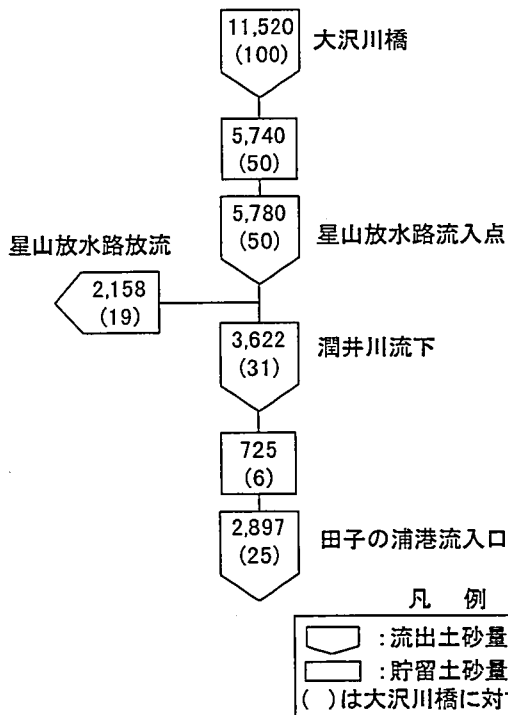 11,520
(100)
大沢川橋
5,740
(50)
5,780
(50)
星山放水路流入点
星山放水路放流
2,158
(19)
3,622
(31)
潤井川流下
725
(6)
2,897
(25)
田子の浦港流入口
凡 例
:流出土砂量
:貯留土砂量
( )は大沢川橋に対